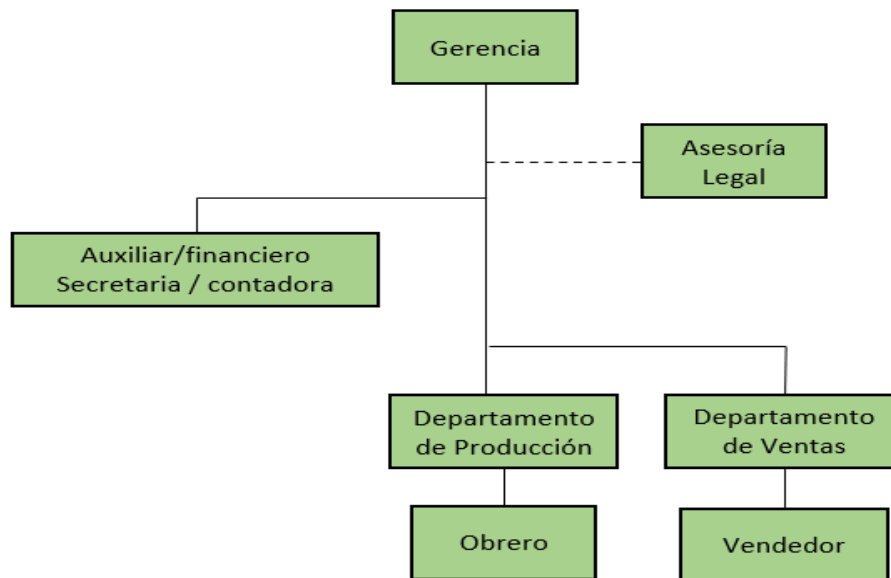 Gerencia
Asesoría
Legal
Auxiliar/financiero
Secretaria / contadora
Departamento
de Producción
Departamento
de Ventas
Obrero
Vendedor